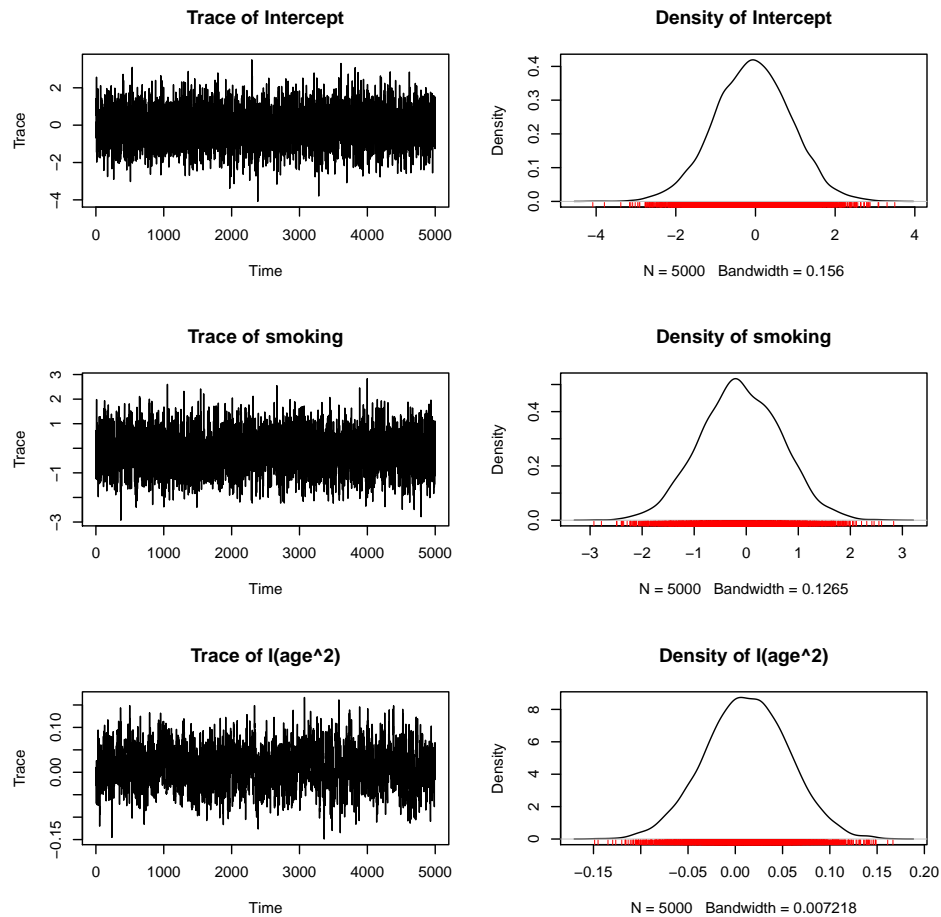 Trace of Intercept
Trace
−4 −2 0 2
0 1000 2000 3000 4000 5000
Time
Density of Intercept
Density
0.0 0.1 0.2 0.3 0.4
−4 −2 0 2 4
N = 5000 Bandwidth = 0.156
Trace of smoking
Trace
−3 −1 1 2 3
0 1000 2000 3000 4000 5000
Time
Density of smoking
Density
0.0 0.2 0.4
−3 −2 −1 0 1 2 3
N = 5000 Bandwidth = 0.1265
Trace of I(age^2)
Trace
−0.15 0.00 0.10
0 1000 2000 3000 4000 5000
Time
Density of I(age^2)
Density
0 2 4 6 8
−0.15 −0.05 0.00 0.05 0.10 0.15 0.20
N = 5000 Bandwidth = 0.007218